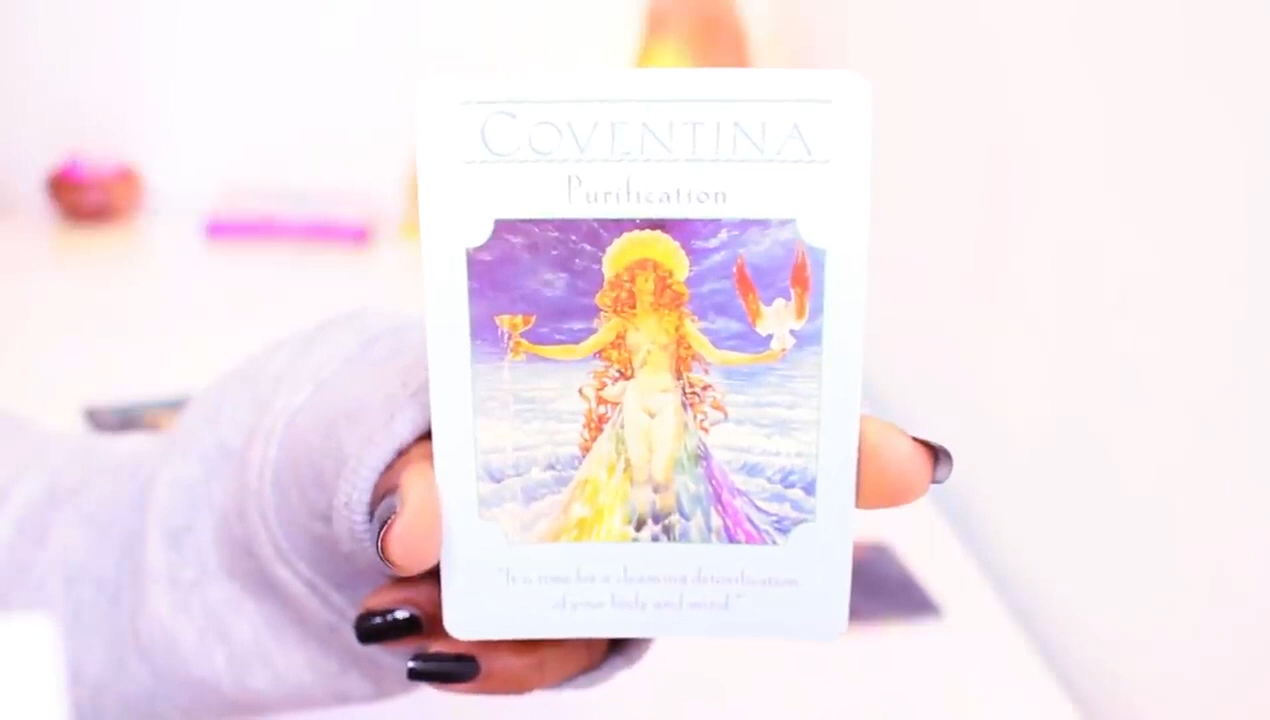 COVENTINA
Purification
"It is time for a cleansing detoxification
of your body and mind."